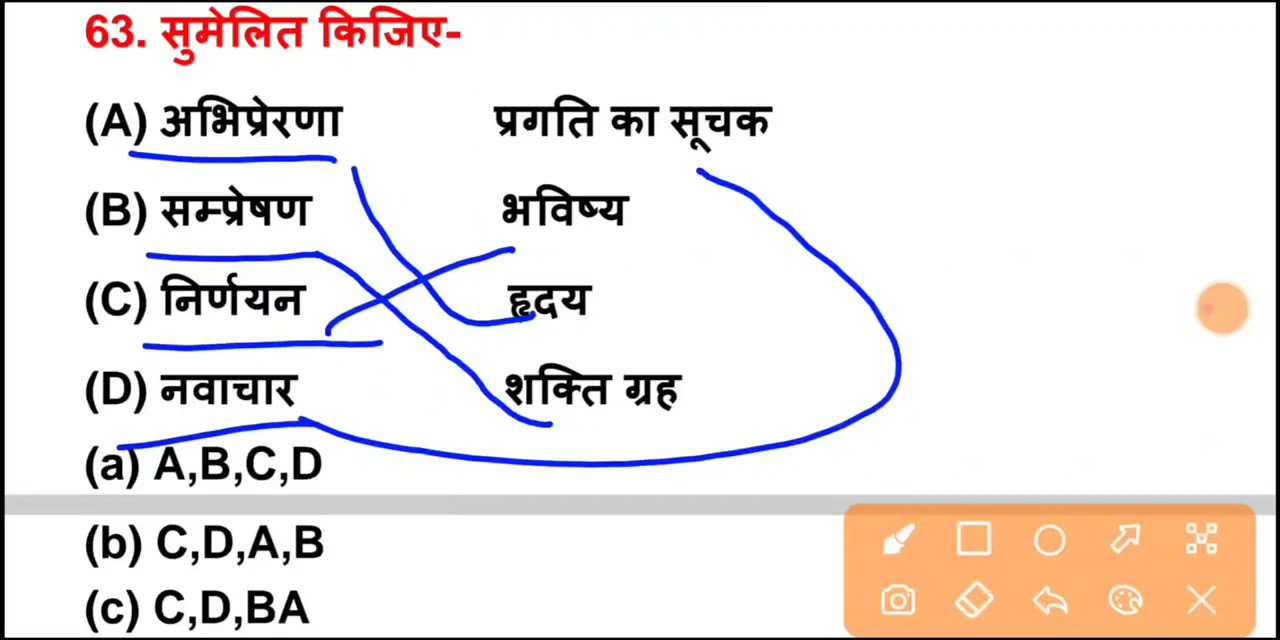 63. सुमेलित किजिए-
(A) अभिप्रेरणा प्रगति का सूचक
(B) सम्प्रेषण भविष्य
(C) निर्णयन हृदय
(D) नवाचार शक्ति ग्रह
(a) A,B,C,D
(b) C,D,A,B
(c) C,D,BA